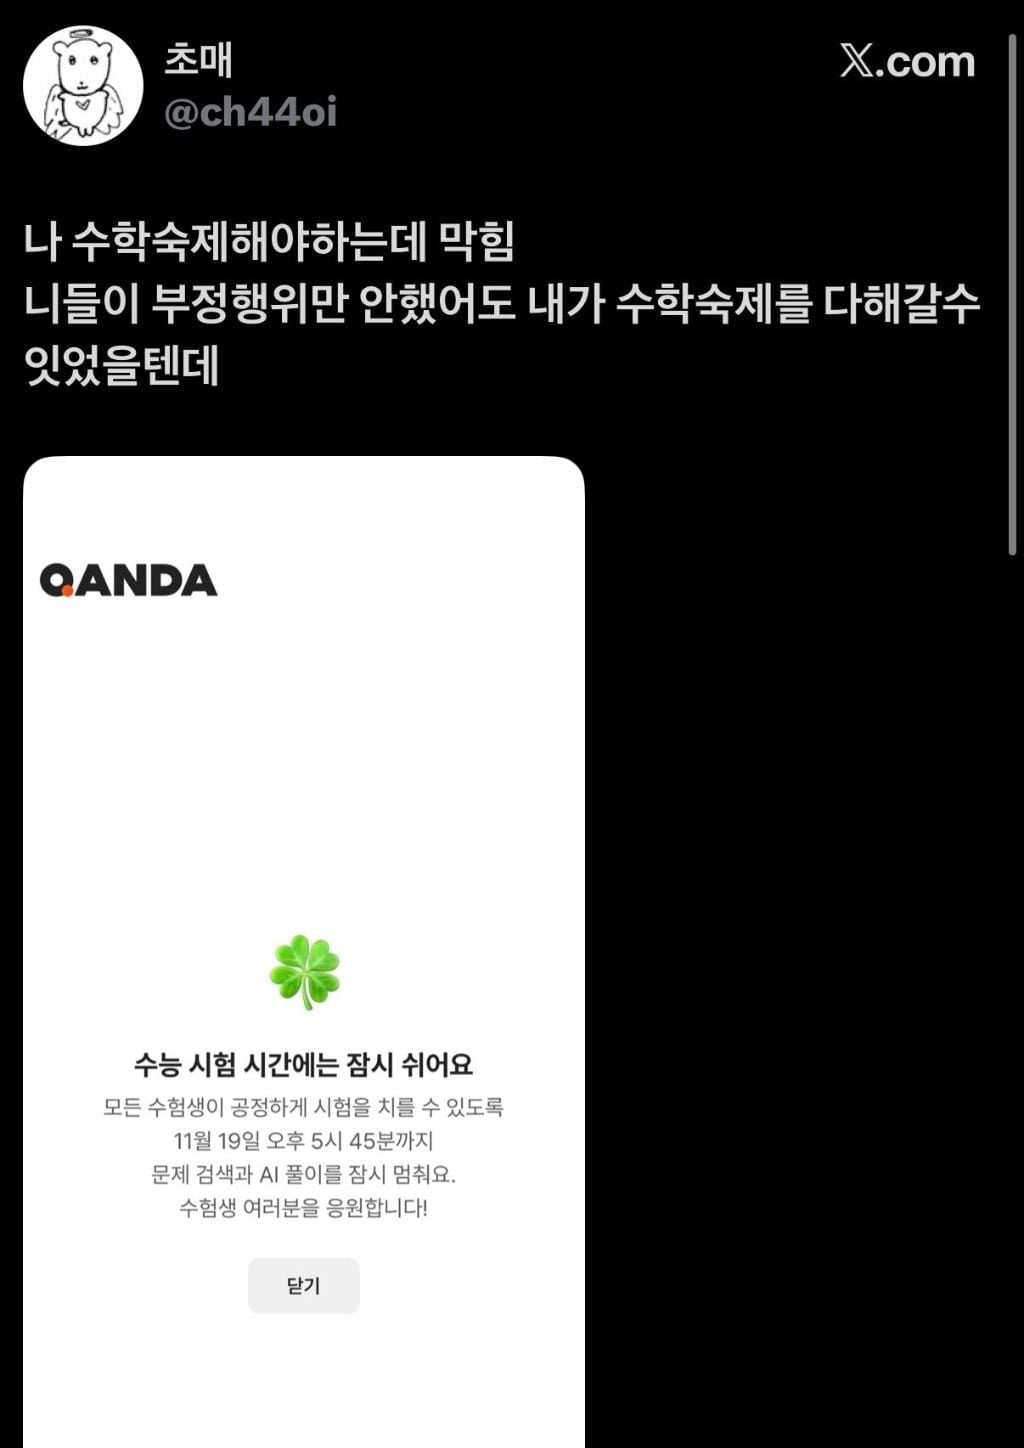 초매
X.com
@ch44oi
나 수학숙제해야하는데 막힘
니들이 부정행위만 안했어도 내가 수학숙제를 다해갈수
잇었을텐데
QANDA
수능 시험 시간에는 잠시 쉬어요
모든 수험생이 공정하게 시험을 치를 수 있도록
11월 19일 오후 5시 45분까지
문제 검색과 AI 풀이를 잠시 멈춰요.
수험생 여러분을 응원합니다!
닫기